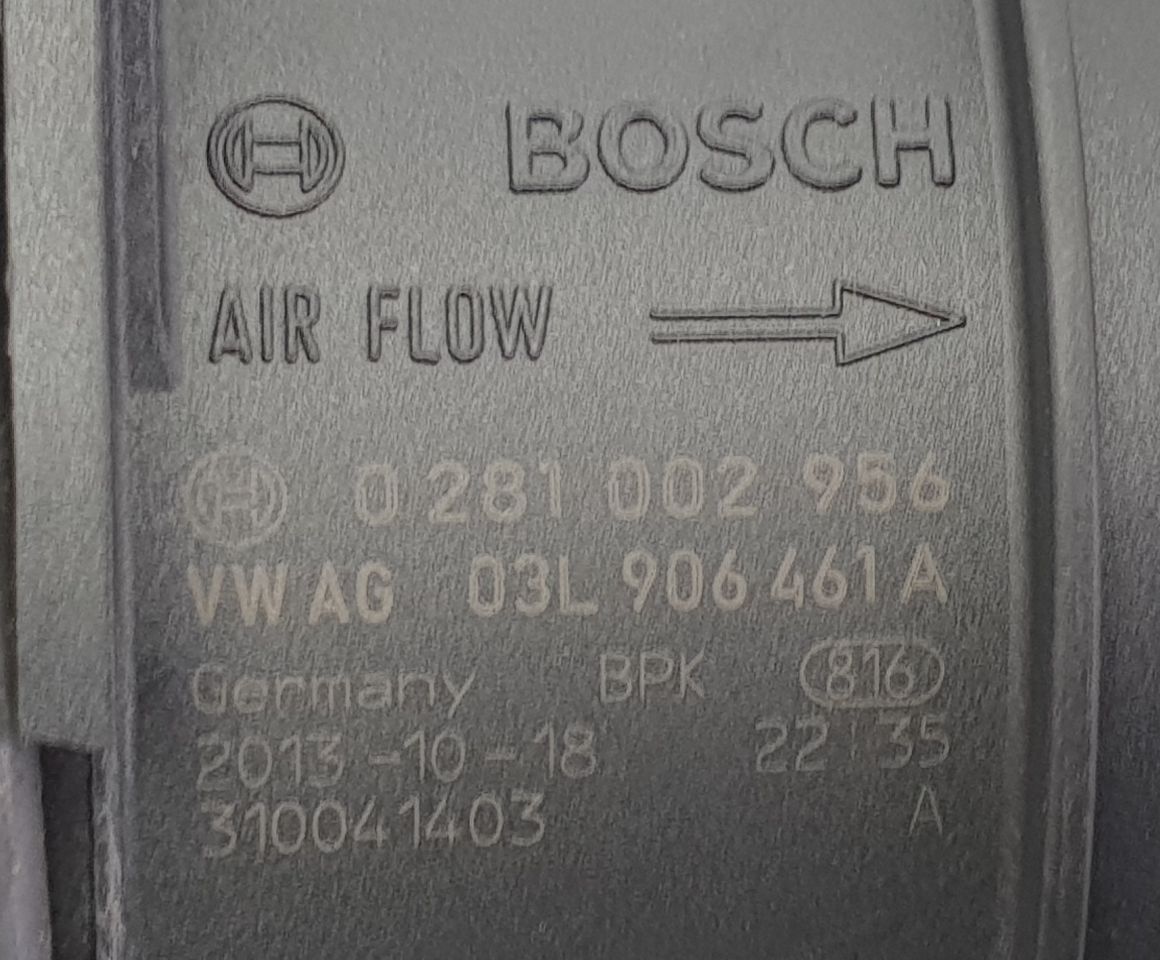 BOSCH
AIR FLOW
0 281 002 956
VW AG 03L 906 461 A
Germany BPK 816
2013-10-18 22 35
310041403 A